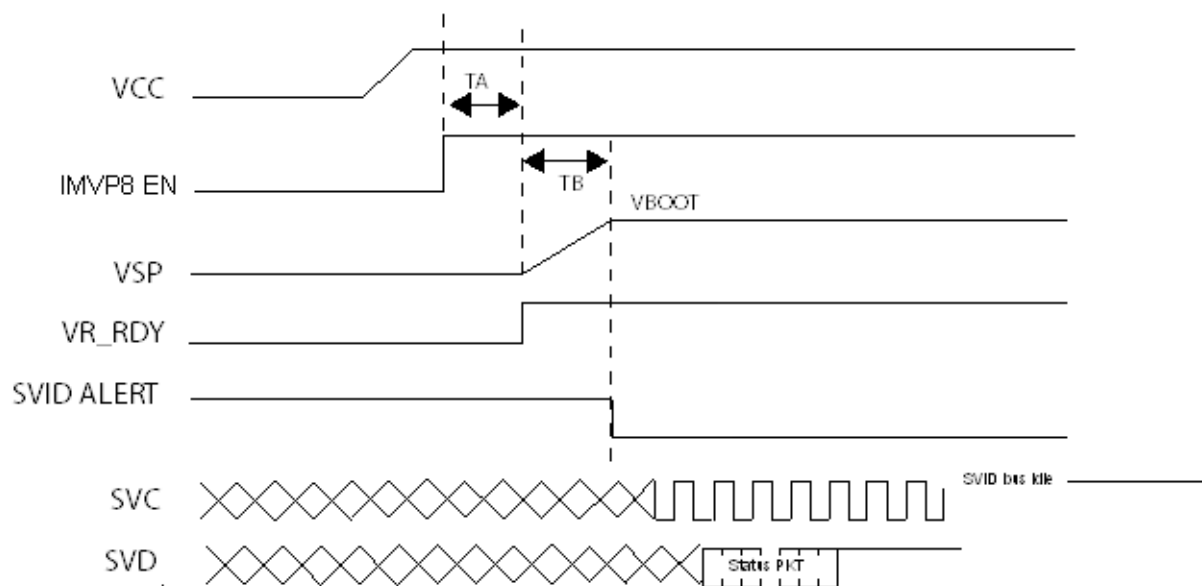 VCC
TA
IMVP8 EN
TB
VBOOT
VSP
VR_RDY
SVID ALERT
SVC
SVID bus Idle
SVD
Status PKT